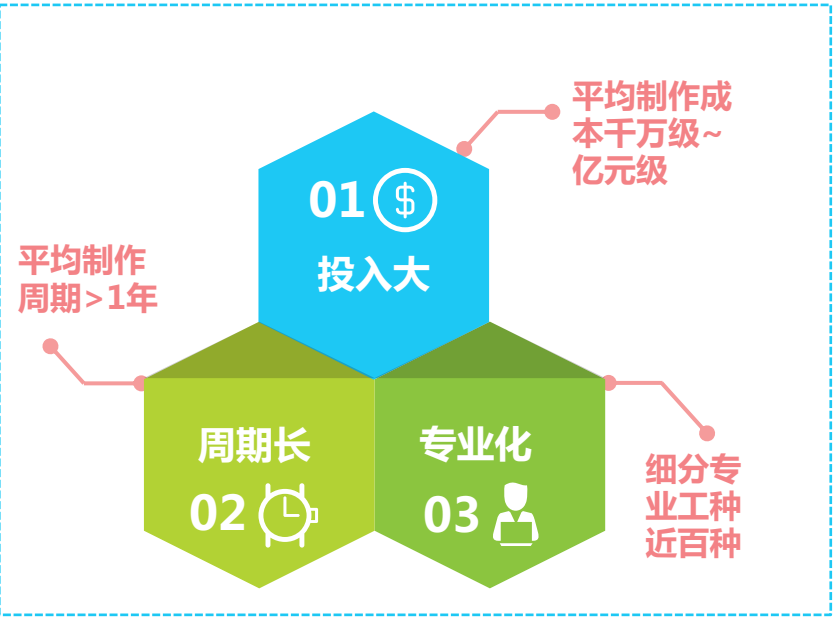 平均制作成
本千万级~
亿元级
01
投入大
平均制作
周期>1年
周期长
02
专业化
03
细分专
业工种
近百种